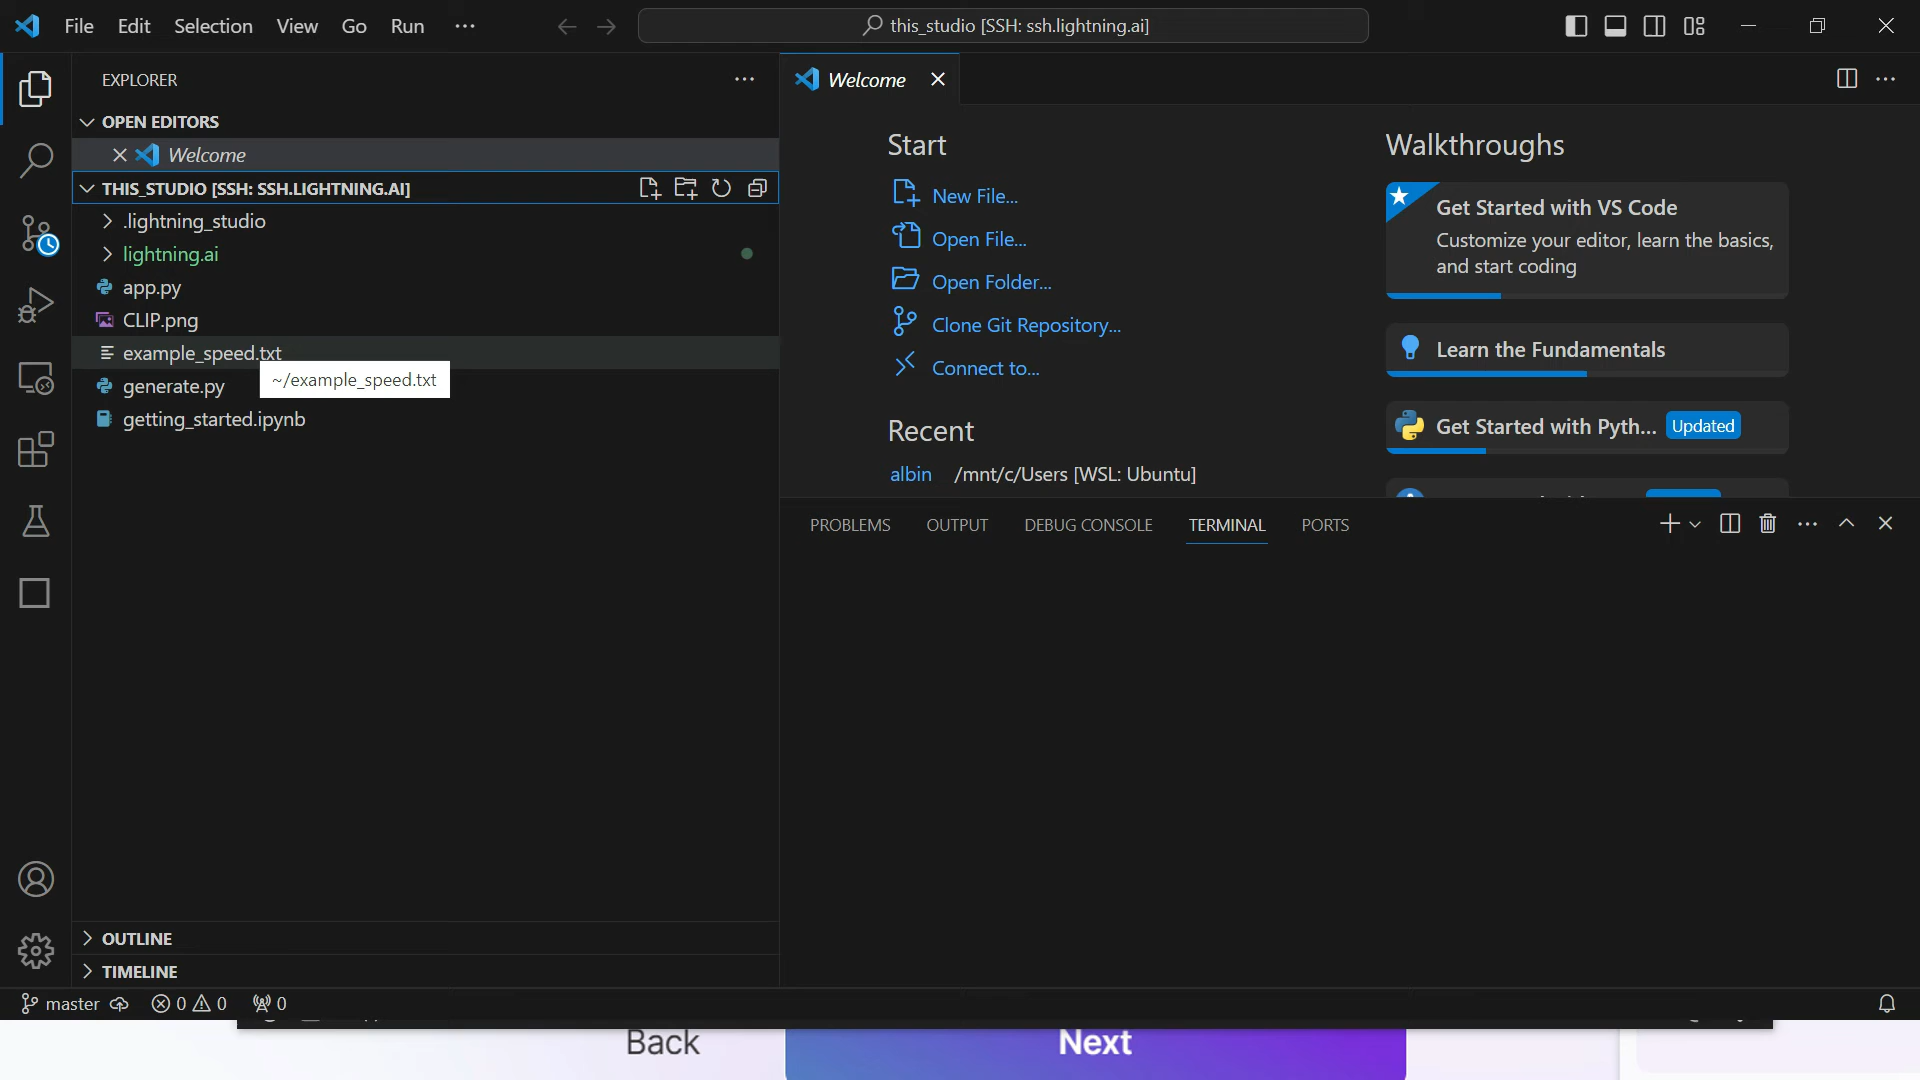 File Edit Selection View Go Run ··· this_studio [SSH: ssh.lightning.ai]
EXPLORER
OPEN EDITORS
Welcome
THIS_STUDIO [SSH: SSH.LIGHTNING.AI]
.lightning_studio
lightning.ai
app.py
CLIP.png
example_speed.txt
~/example_speed.txt
generate.py
getting_started.ipynb
OUTLINE
TIMELINE
Welcome
Start
New File...
Open File...
Open Folder...
Clone Git Repository...
Connect to...
Recent
albin /mnt/c/Users [WSL: Ubuntu]
Walkthroughs
Get Started with VS Code
Customize your editor, learn the basics,
and start coding
Learn the Fundamentals
Get Started with Pyth... Updated
PROBLEMS OUTPUT DEBUG CONSOLE TERMINAL PORTS
master 0 0 0
Back Next